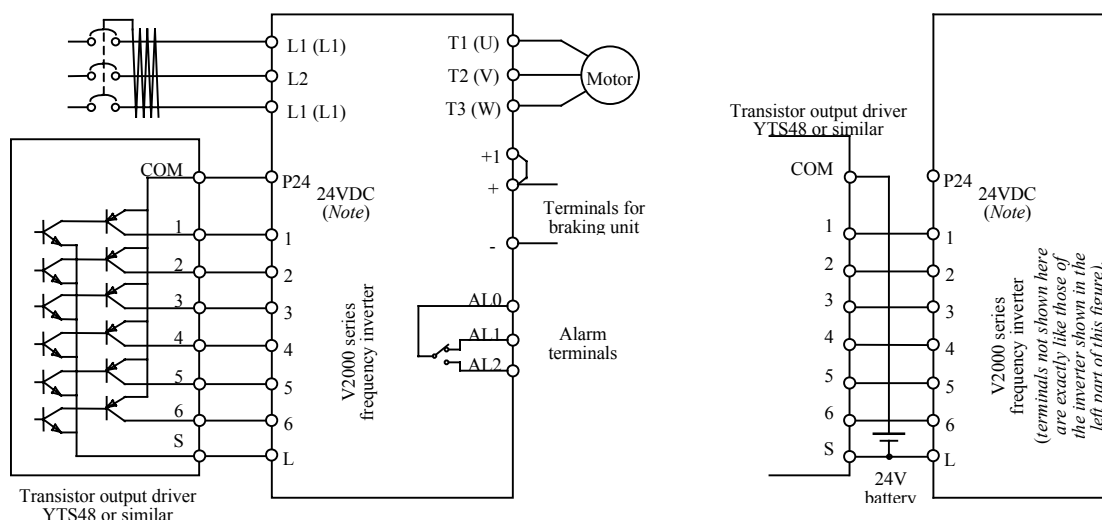 L1 (L1)
L2
L1 (L1)
T1 (U)
T2 (V)
T3 (W)
Motor
+1
+
-
Terminals for
braking unit
COM
P24
24VDC
(Note)
1
1
2
2
3
3
4
4
5
5
6
6
S
L
V2000 series
frequency inverter
AL0
AL1
AL2
Alarm
terminals
Transistor output driver
YTS48 or similar
Transistor output driver
YTS48 or similar
COM
P24
24VDC
(Note)
1
1
2
2
3
3
4
4
5
5
6
6
S
L
24V
battery
V2000 series
frequency inverter
(terminals not shown here
are exactly like those of
the inverter shown in the
left part of this figure).